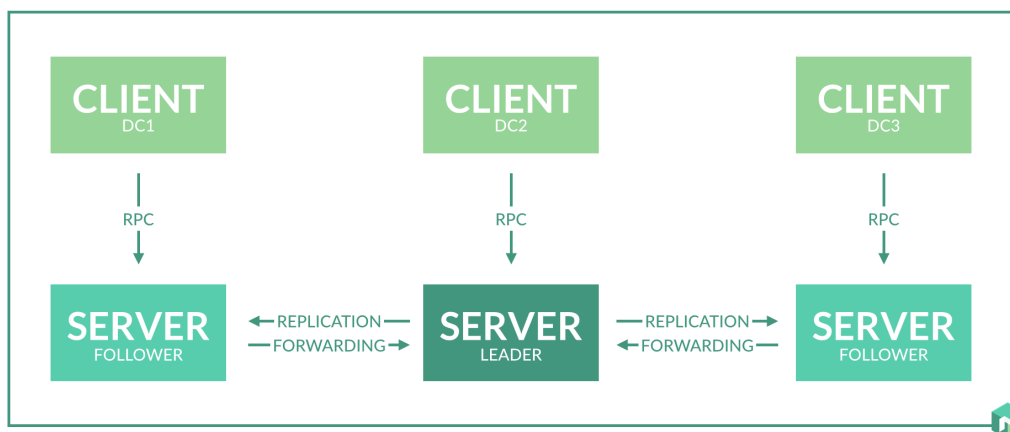 CLIENT
DC1
CLIENT
DC2
CLIENT
DC3
RPC
RPC
RPC
SERVER
FOLLOWER
REPLICATION
FORWARDING
SERVER
LEADER
REPLICATION
FORWARDING
SERVER
FOLLOWER